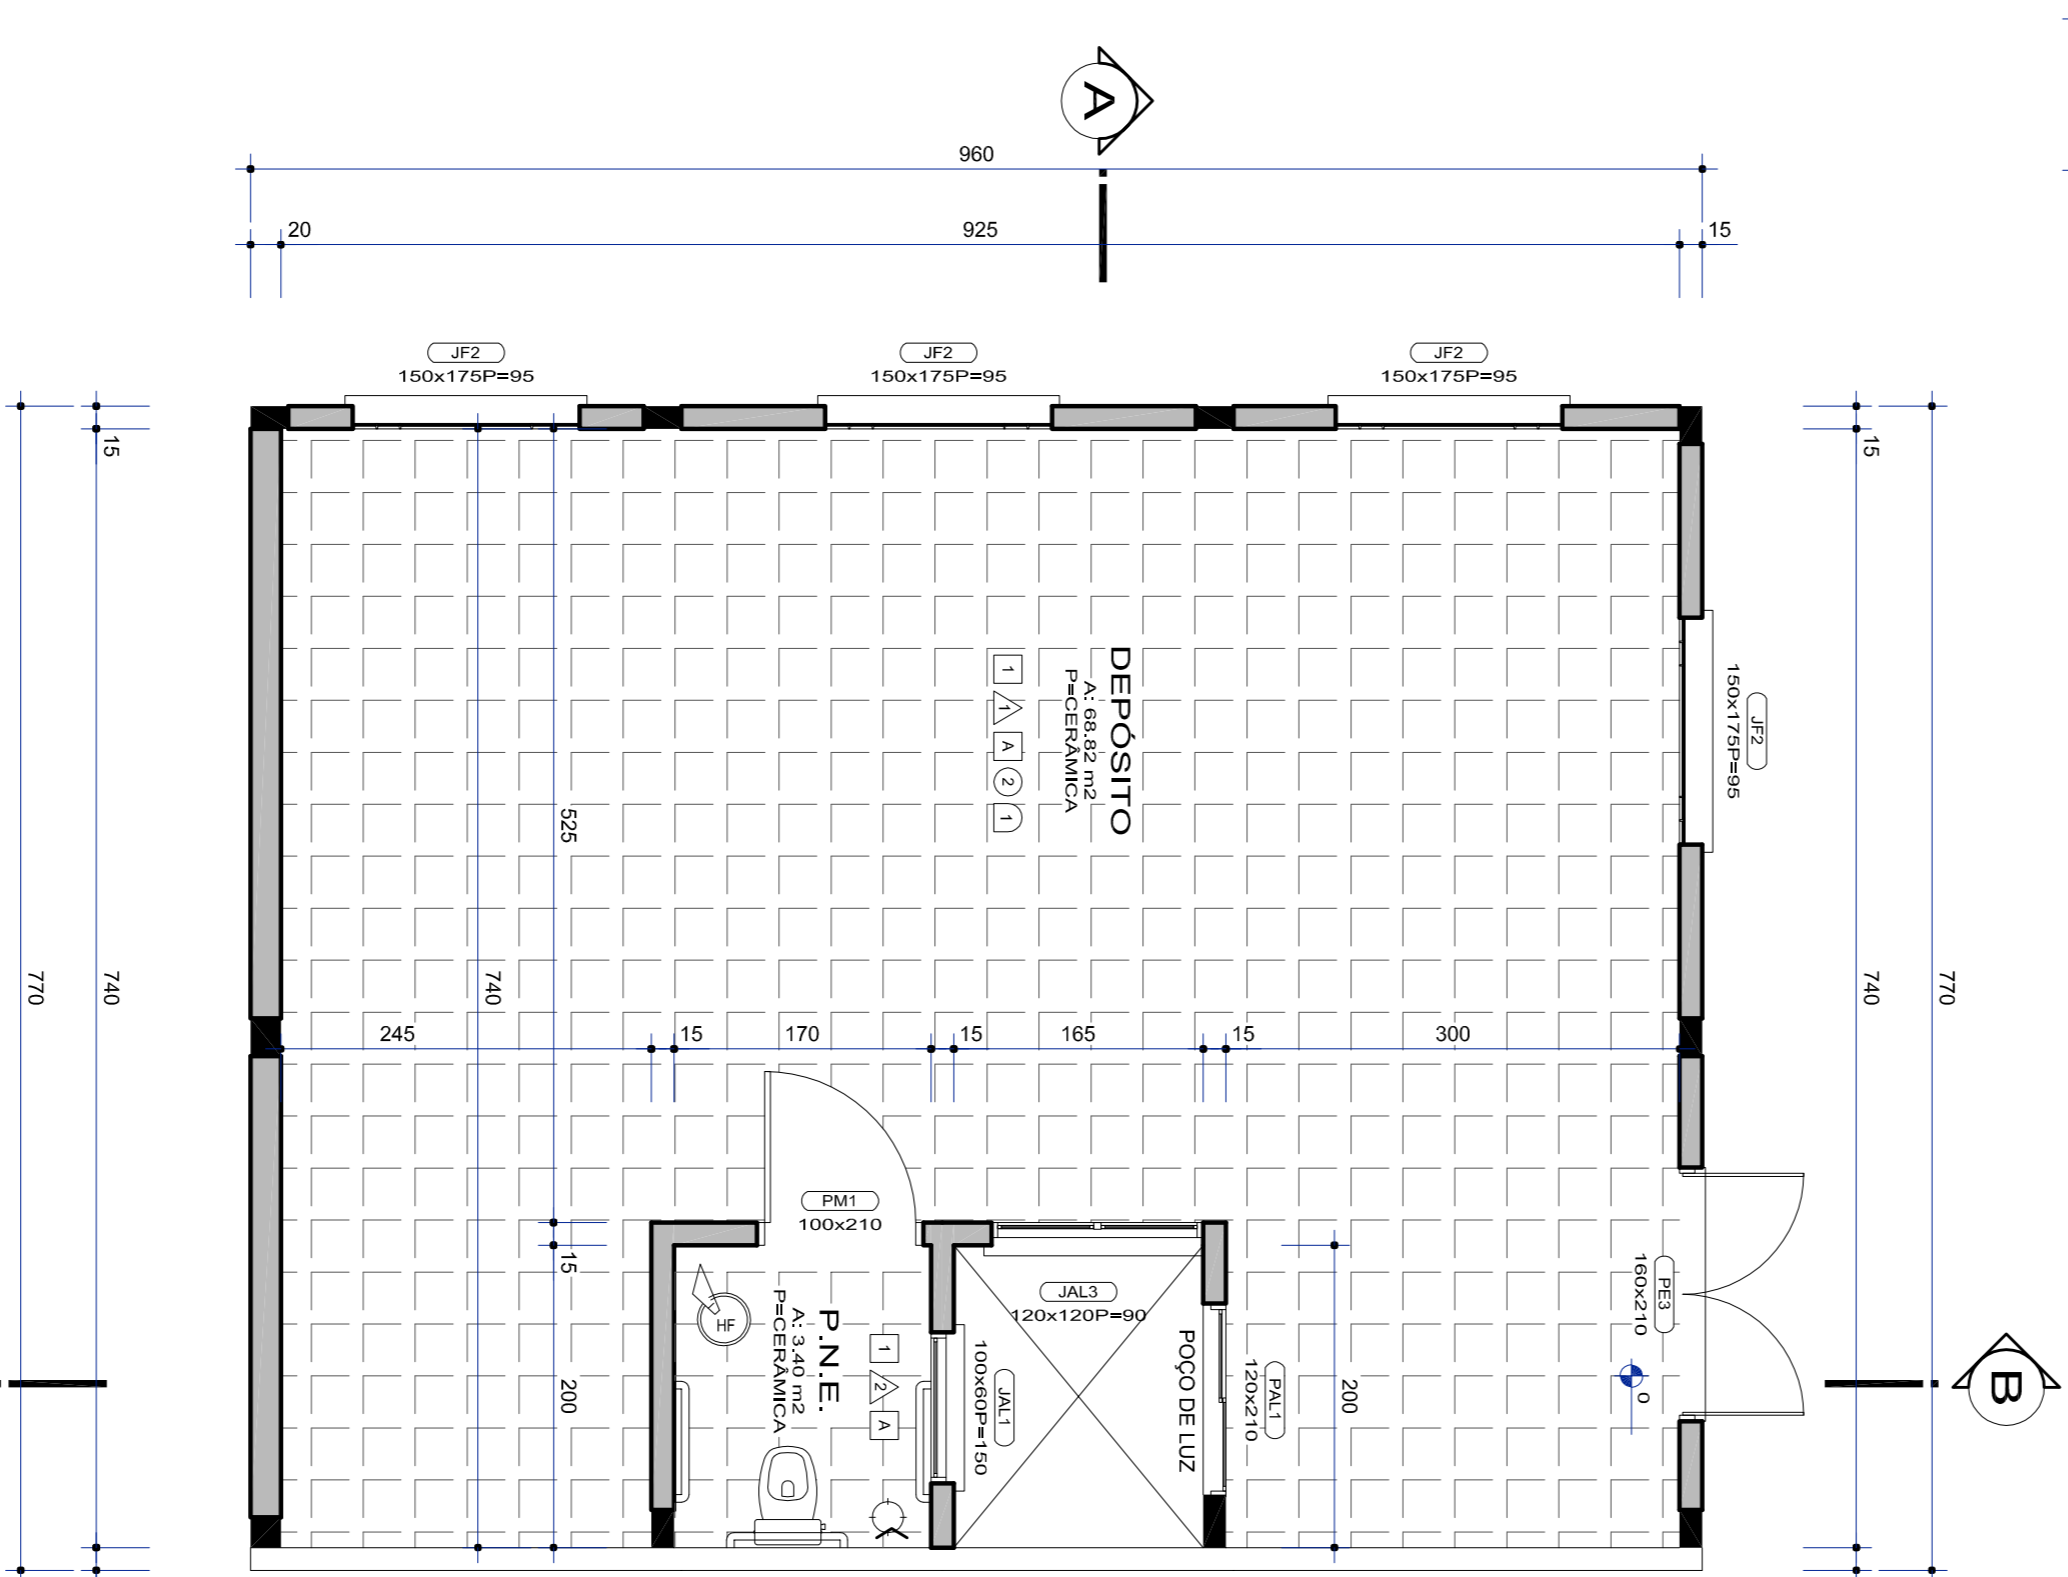 A
960
20
925
15
JF2
150x175P=95
JF2
150x175P=95
JF2
150x175P=95
15
15
JF2
150x175P=95
DEPÓSITO
A: 68.82 m2
P=CERÂMICA
1
1
A
2
1
525
770
740
740
740
770
245
15
170
15
165
15
300
PM1
100x210
15
JAL3
120x120P=90
PE3
160x210
0
HF
P.N.E.
A: 3.40 m2
P=CERÂMICA
1
2
A
JAL1
100x60P=150
POÇO DE LUZ
PAL1
120x210
200
200
B